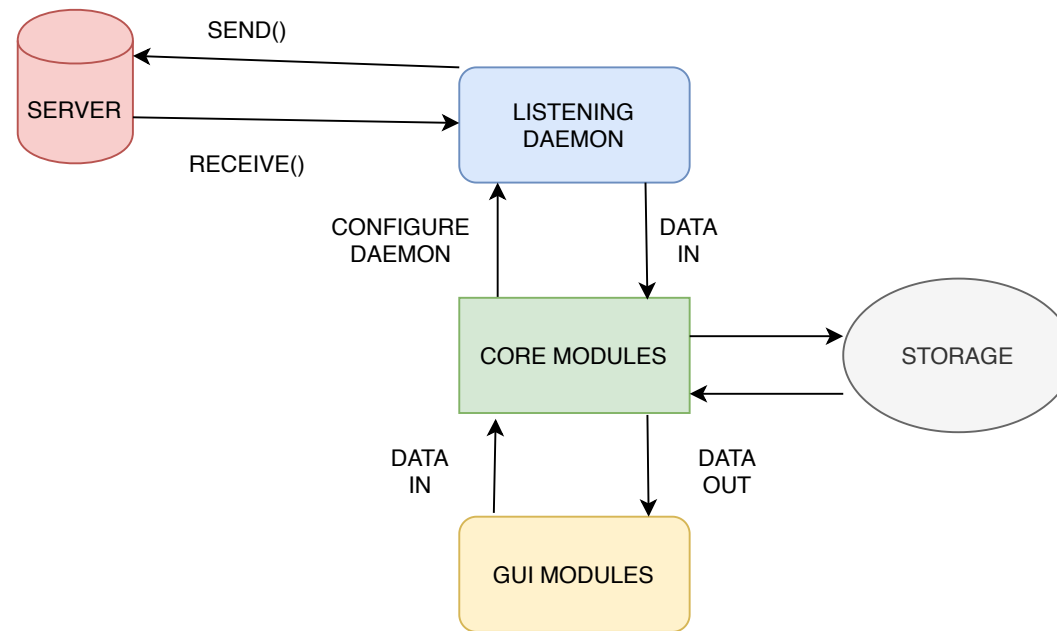 SEND()
SERVER
LISTENING
DAEMON
RECEIVE()
CONFIGURE
DAEMON
DATA
IN
CORE MODULES
STORAGE
DATA
IN
DATA
OUT
GUI MODULES